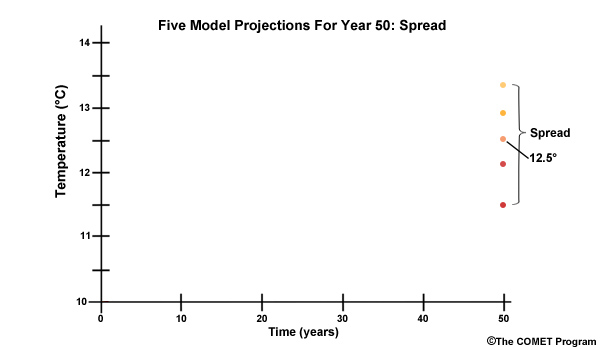 Five Model Projections For Year 50: Spread
Temperature (°C)
14
13
12
11
10
Spread
12.5°
0
10
20
30
40
50
Time (years)
©The COMET Program